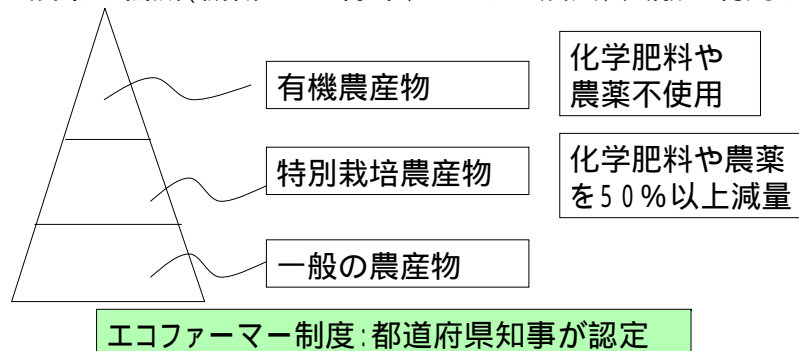 有機農産物
化学肥料や
農薬不使用
特別栽培農産物
化学肥料や農薬
を50%以上減量
一般の農産物
エコファーマー制度:都道府県知事が認定